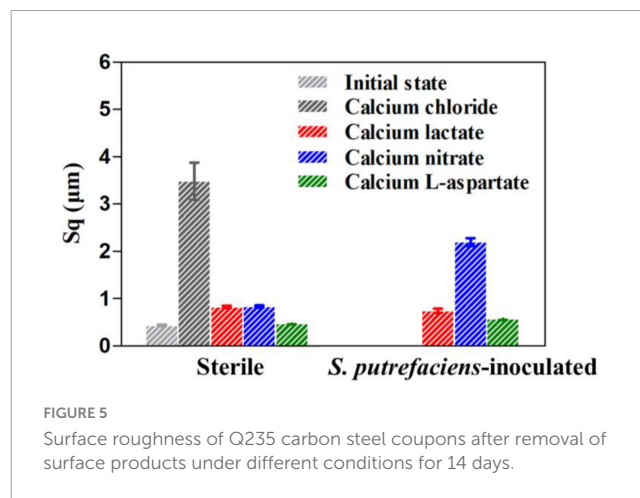 6
5
4
3
2
1
0
Sq (µm)
Initial state
Calcium chloride
Calcium lactate
Calcium nitrate
Calcium L-aspartate
Sterile
S. putrefaciens-inoculated
FIGURE 5
Surface roughness of Q235 carbon steel coupons after removal of
surface products under different conditions for 14 days.